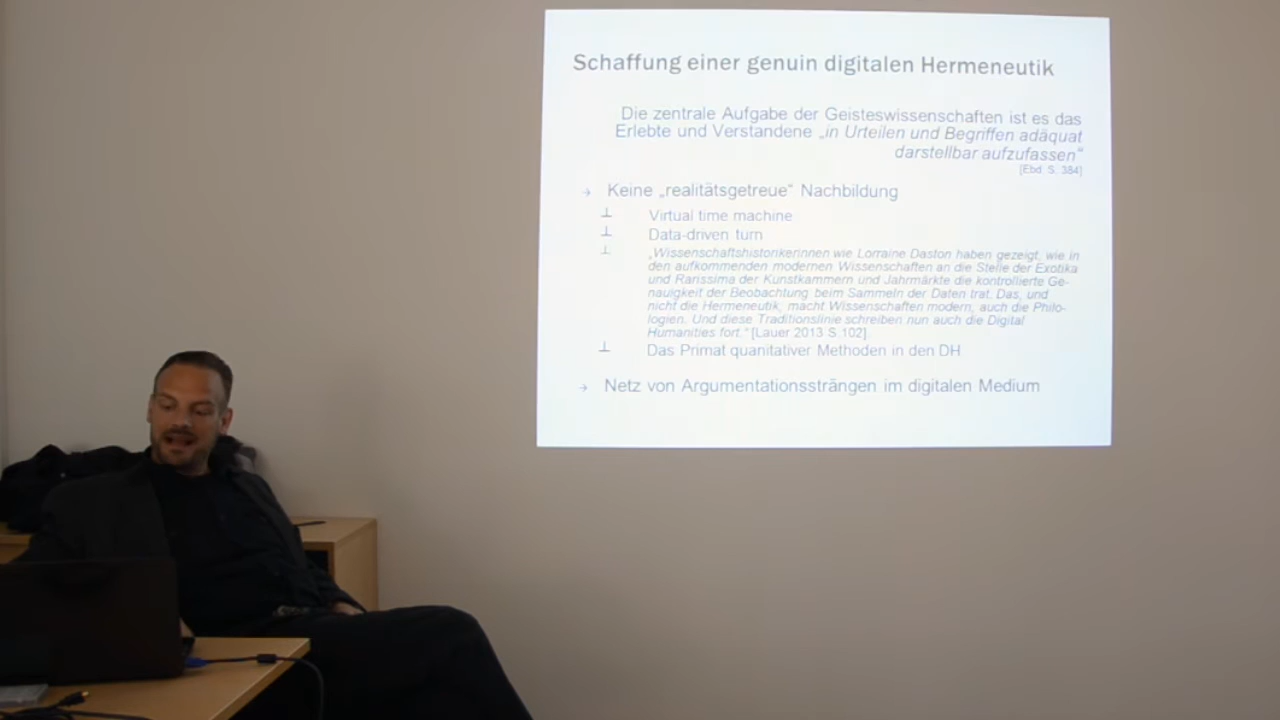 Schaffung einer genuin digitalen Hermeneutik
Die zentrale Aufgabe der Geisteswissenschaften ist es das
Erlebte und Verstandene „in Urteilen und Begriffen adäquat
darstellbar aufzufassen“
[Ebd. S. 384]
→ Keine „realitätsgetreue“ Nachbildung
⊥ Virtual time machine
⊥ Data-driven turn
⊥ „Wissenschaftshistorikerinnen wie Lorraine Daston haben gezeigt, wie in
den aufkommenden modernen Wissenschaften an die Stelle der Exotika
und Rarissima der Kunstkammern und Jahrmärkte die kontrollierte Ge-
nauigkeit der Beobachtung beim Sammeln der Daten trat. Das, und
nicht die Hermeneutik, macht Wissenschaften modern, auch die Philo-
logien. Und diese Traditionslinie schreiben nun auch die Digital
Humanities fort.“ [Lauer 2013 S.102].
⊥ Das Primat quanitativer Methoden in den DH
→ Netz von Argumentationssträngen im digitalen Medium